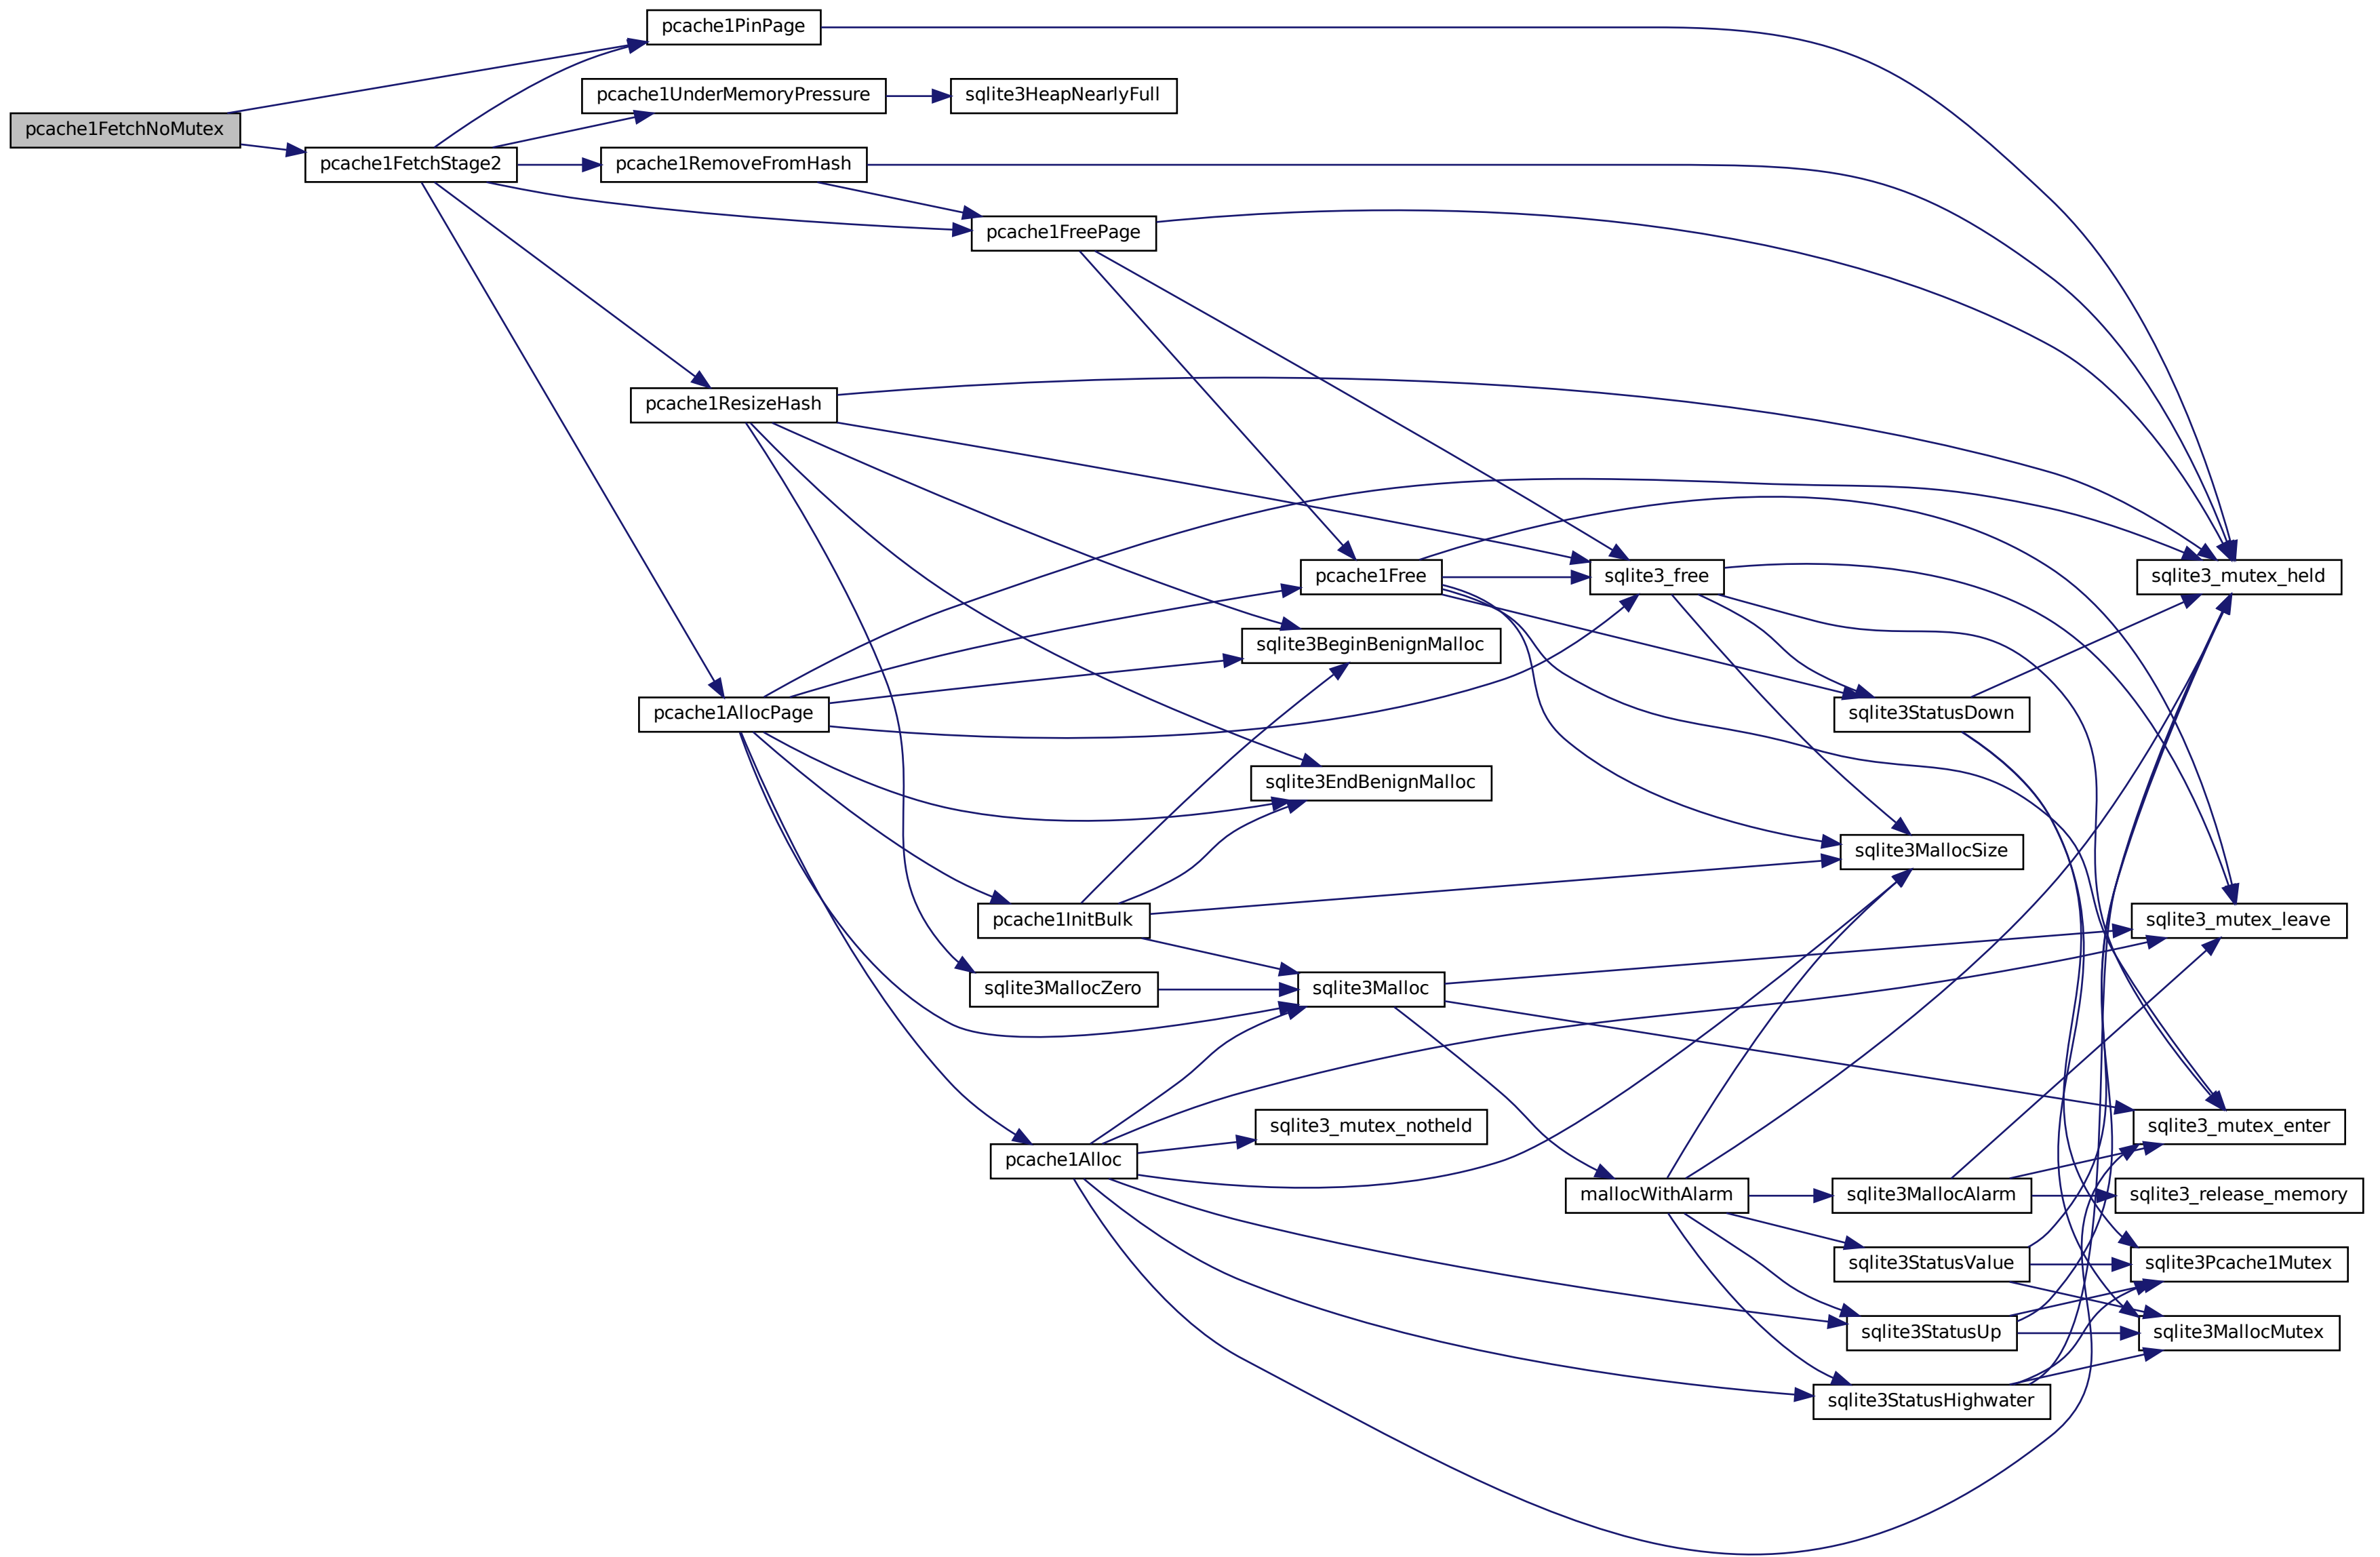 pcache1PinPage
pcache1UnderMemoryPressure
sqlite3HeapNearlyFull
pcache1FetchNoMutex
pcache1FetchStage2
pcache1RemoveFromHash
pcache1FreePage
pcache1ResizeHash
pcache1Free
sqlite3_free
sqlite3_mutex_held
sqlite3BeginBenignMalloc
pcache1AllocPage
sqlite3StatusDown
sqlite3EndBenignMalloc
sqlite3MallocSize
pcache1InitBulk
sqlite3_mutex_leave
sqlite3MallocZero
sqlite3Malloc
sqlite3_mutex_notheld
sqlite3_mutex_enter
pcache1Alloc
mallocWithAlarm
sqlite3MallocAlarm
sqlite3_release_memory
sqlite3StatusValue
sqlite3Pcache1Mutex
sqlite3StatusUp
sqlite3MallocMutex
sqlite3StatusHighwater